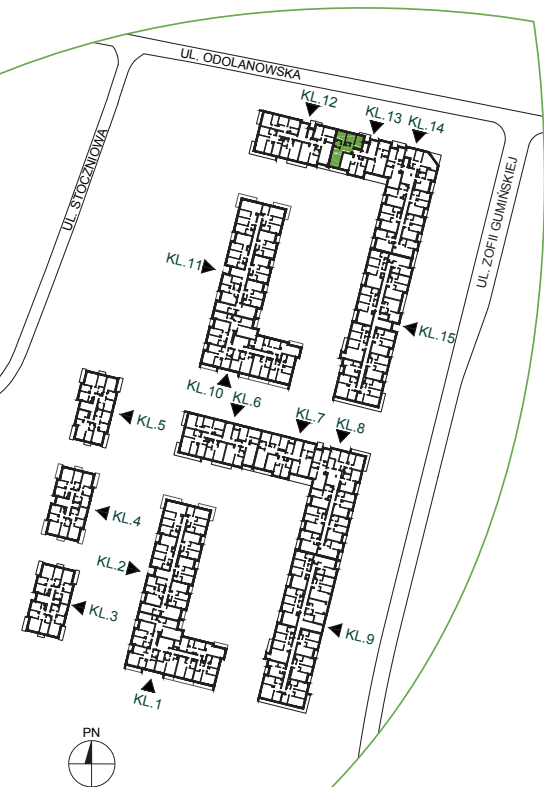 UL. ODOLANOWSKA
UL. STOCZNIOWA
UL. ZOFII GUMIŃSKIEJ
KL.12
KL.13
KL.14
KL.11
KL.15
KL.10
KL.6
KL.7
KL.8
KL.5
KL.4
KL.2
KL.3
KL.9
KL.1
PN